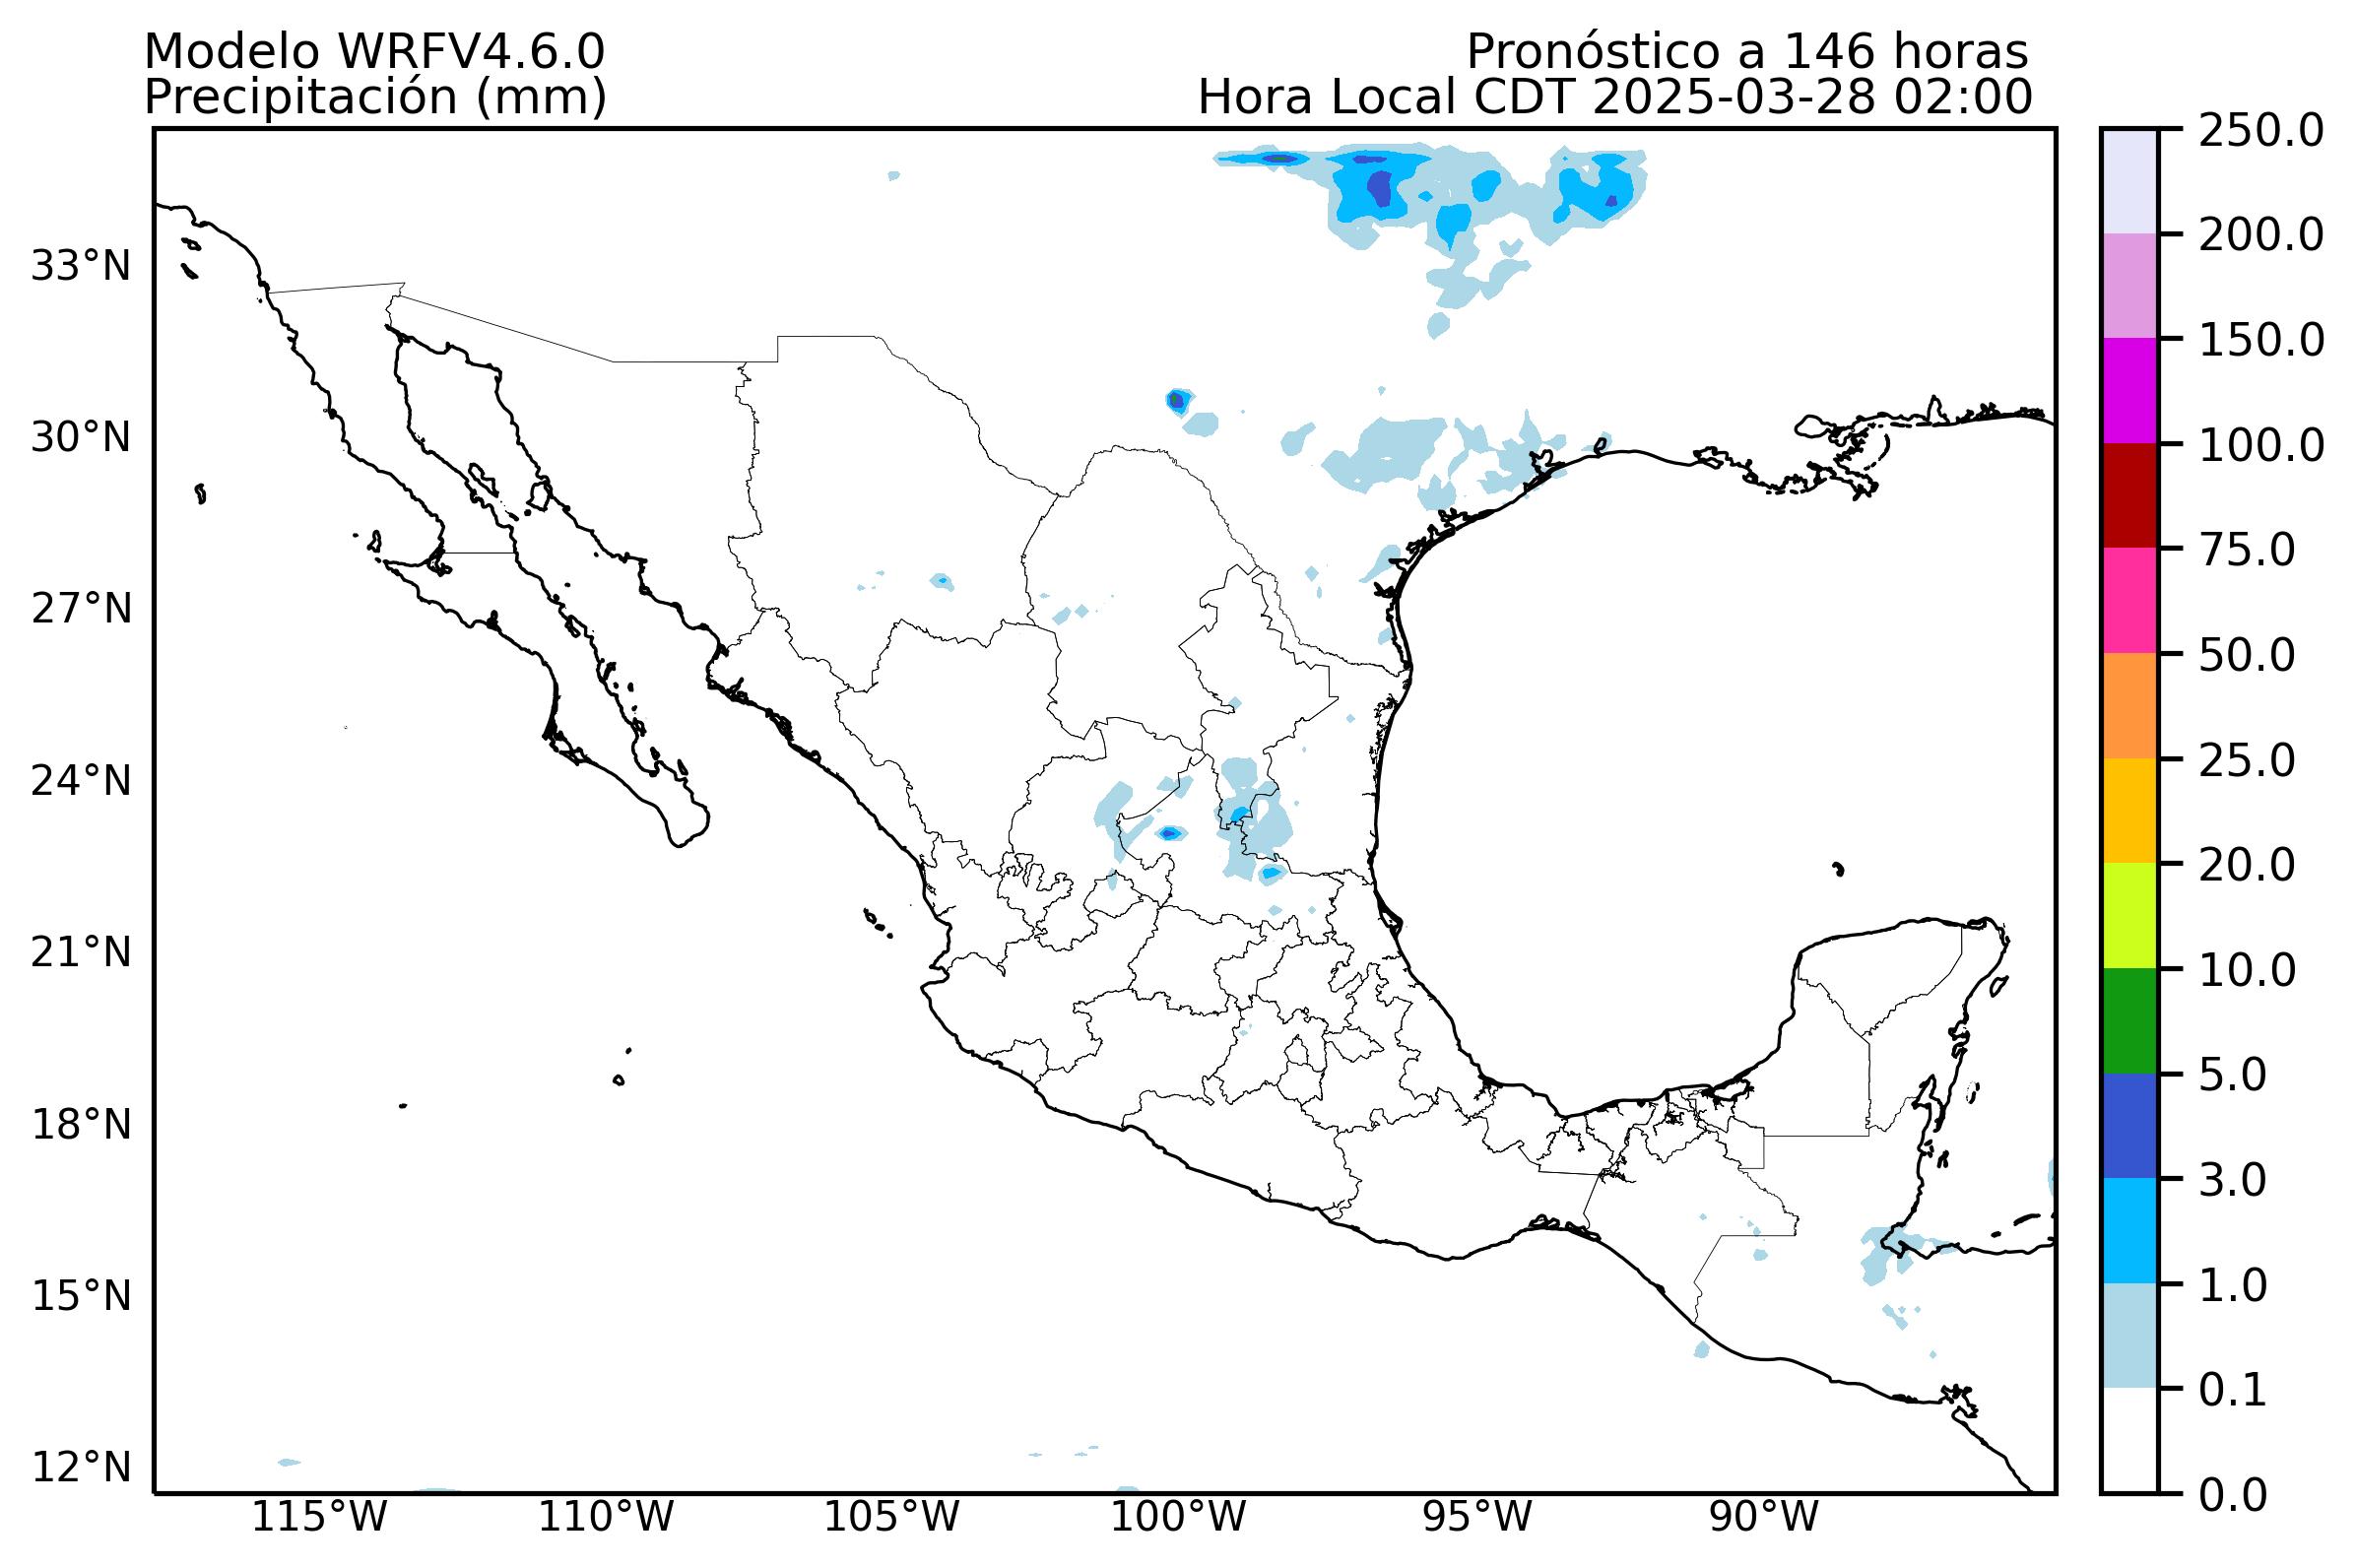 Modelo WRFV4.6.0
Precipitación (mm)
Pronóstico a 146 horas
Hora Local CDT 2025-03-28 02:00
33°N
30°N
27°N
24°N
21°N
18°N
15°N
12°N
115°W
110°W
105°W
100°W
95°W
90°W
250.0
200.0
150.0
100.0
75.0
50.0
25.0
20.0
10.0
5.0
3.0
1.0
0.1
0.0